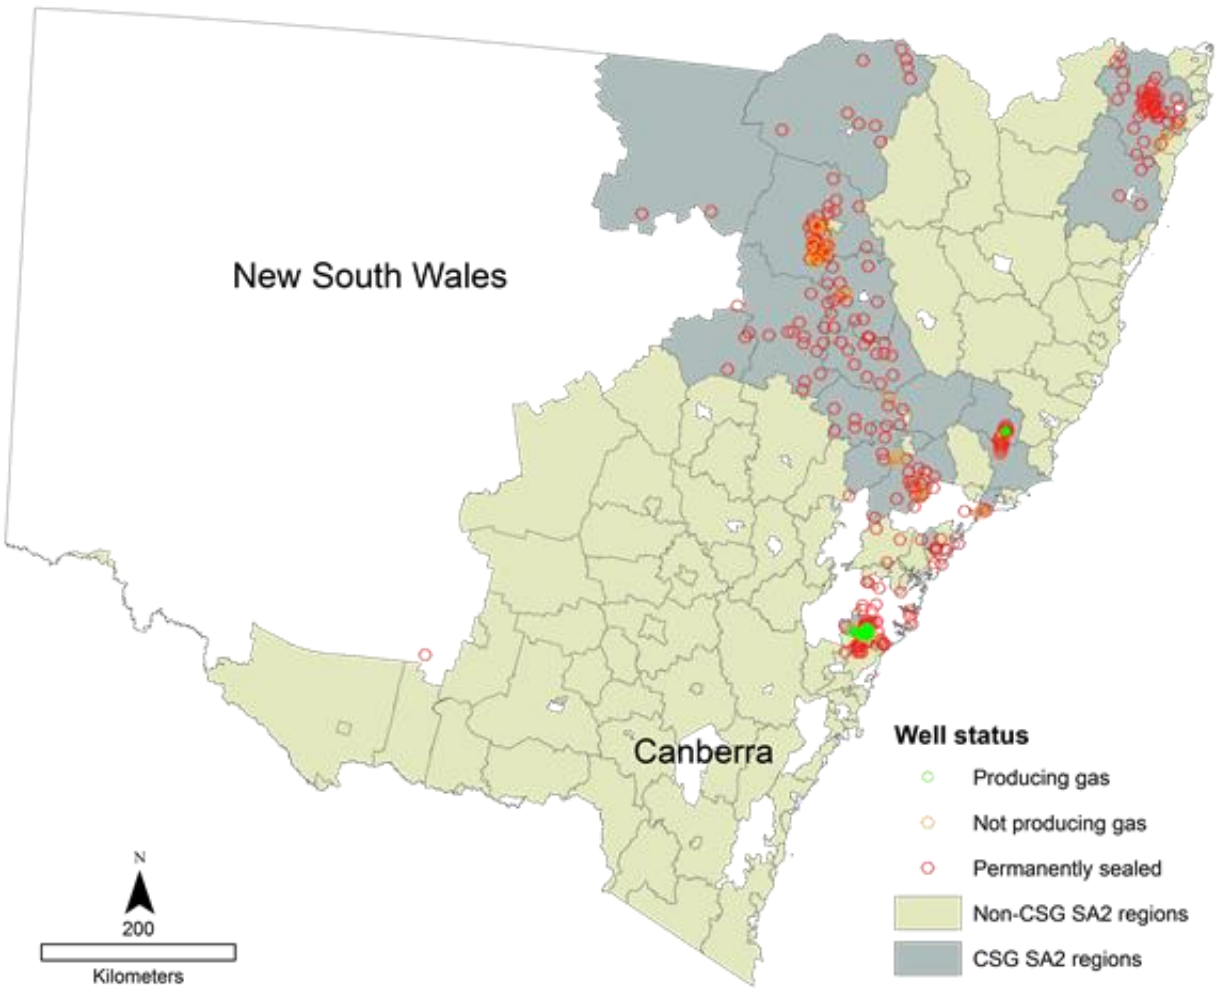 New South Wales
Canberra
Well status
Producing gas
Not producing gas
Permanently sealed
Non-CSG SA2 regions
CSG SA2 regions
N
200
Kilometers